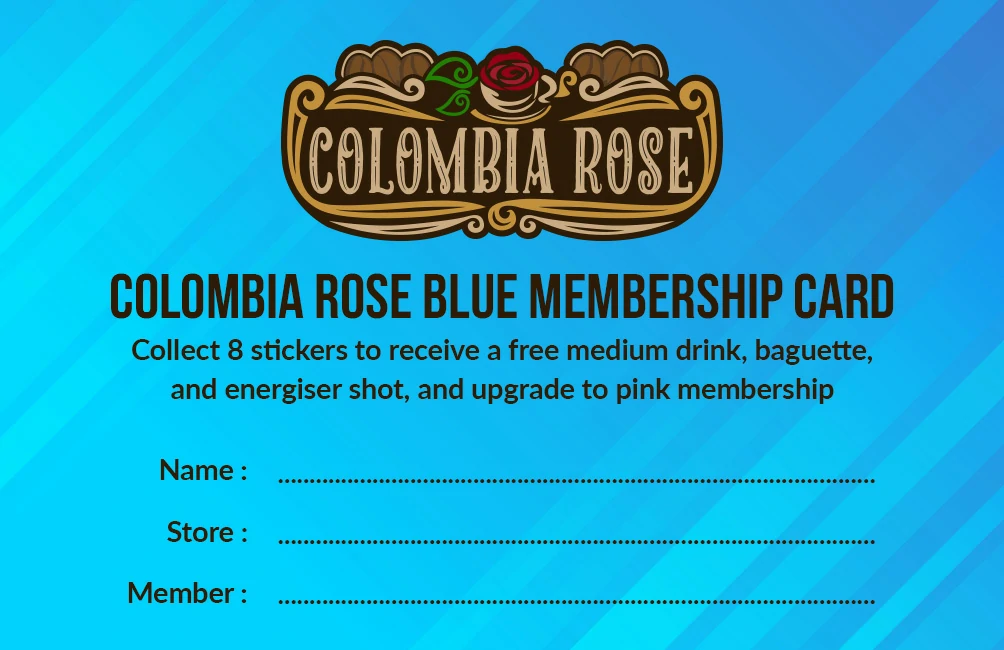 COLOMBIA ROSE
COLOMBIA ROSE BLUE MEMBERSHIP CARD
Collect 8 stickers to receive a free medium drink, baguette,
and energiser shot, and upgrade to pink membership
Name : ...............................................................................................
Store : ...............................................................................................
Member : ...............................................................................................